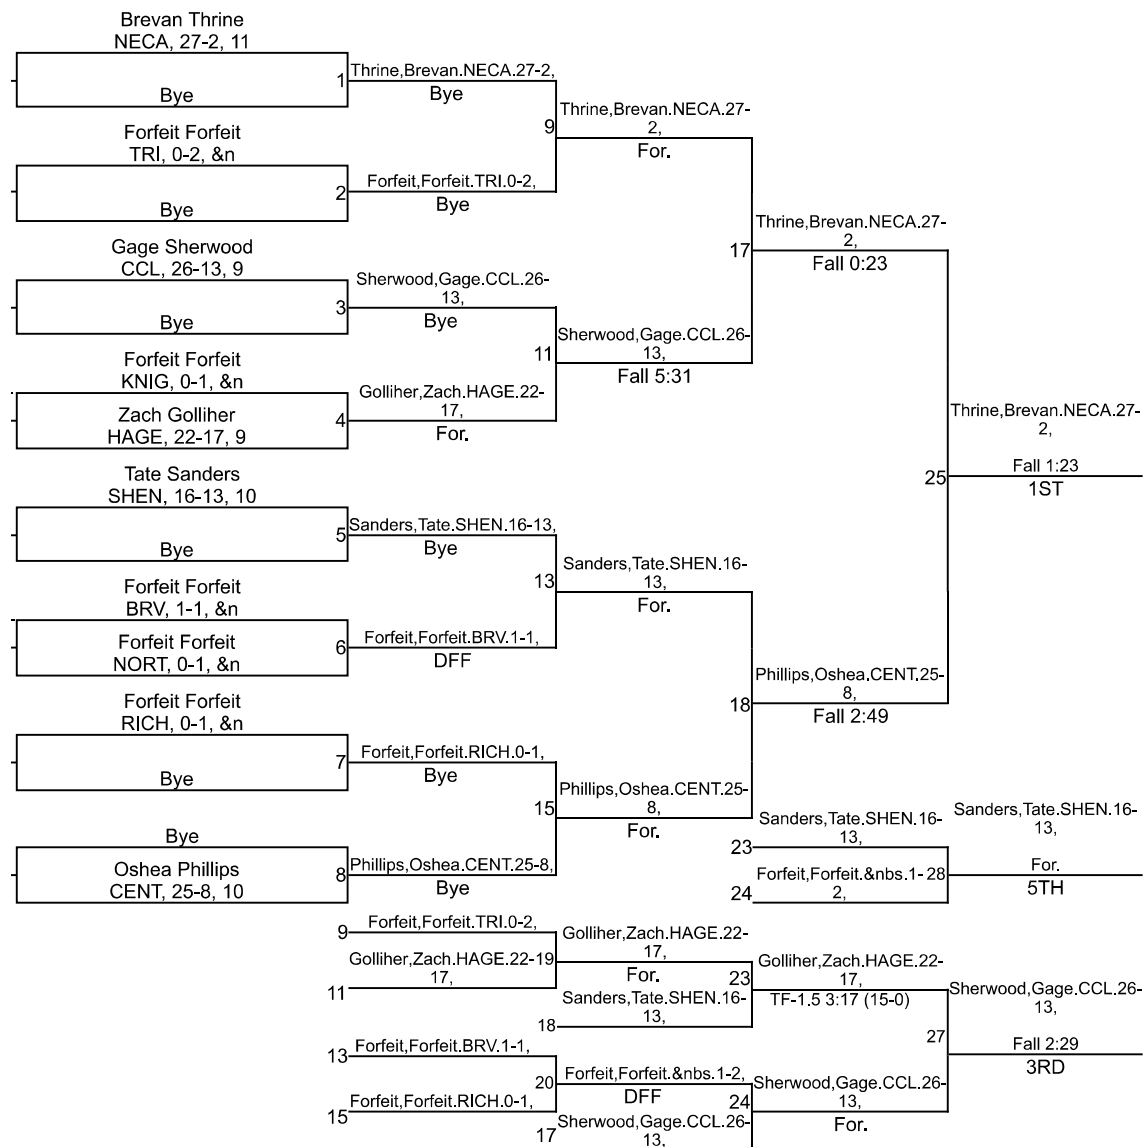 Brevan Thrine
NECA, 27-2, 11
1
Bye
Thrine,Brevan.NECA.27-2,
Bye
Forfeit Forfeit
TRI, 0-2, &n
2
Bye
Forfeit,Forfeit.TRI.0-2,
Bye
9
Thrine,Brevan.NECA.27-
2,
For.
Gage Sherwood
CCL, 26-13, 9
3
Bye
Sherwood,Gage.CCL.26-
13,
Bye
Forfeit Forfeit
KNIG, 0-1, &n
4
Zach Golliher
HAGE, 22-17, 9
Golliher,Zach.HAGE.22-
17,
For.
11
Sherwood,Gage.CCL.26-
13,
Fall 5:31
17
Thrine,Brevan.NECA.27-
2,
Fall 0:23
Tate Sanders
SHEN, 16-13, 10
5
Bye
Sanders,Tate.SHEN.16-13,
Bye
Forfeit Forfeit
BRV, 1-1, &n
6
Forfeit Forfeit
NORT, 0-1, &n
Forfeit,Forfeit.BRV.1-1,
DFF
13
Sanders,Tate.SHEN.16-
13,
For.
Forfeit Forfeit
RICH, 0-1, &n
7
Bye
Forfeit,Forfeit.RICH.0-1,
Bye
Bye
8
Oshea Phillips
CENT, 25-8, 10
Phillips,Oshea.CENT.25-8,
Bye
15
Phillips,Oshea.CENT.25-
8,
For.
18
Phillips,Oshea.CENT.25-
8,
Fall 2:49
25
Thrine,Brevan.NECA.27-
2,
Fall 1:23
1ST
23
Sanders,Tate.SHEN.16-
13,
24
Forfeit,Forfeit.&nbs.1-
2,
28
Sanders,Tate.SHEN.16-
13,
For.
5TH
9
Forfeit,Forfeit.TRI.0-2,
11
Golliher,Zach.HAGE.22-
17,
19
Golliher,Zach.HAGE.22-
17,
For.
18
Sanders,Tate.SHEN.16-
13,
23
Golliher,Zach.HAGE.22-
17,
TF-1.5 3:17 (15-0)
13
Forfeit,Forfeit.BRV.1-1,
15
Forfeit,Forfeit.RICH.0-1,
20
Forfeit,Forfeit.&nbs.1-2,
DFF
17
Sherwood,Gage.CCL.26-
13,
24
Sherwood,Gage.CCL.26-
13,
For.
27
Sherwood,Gage.CCL.26-
13,
Fall 2:29
3RD